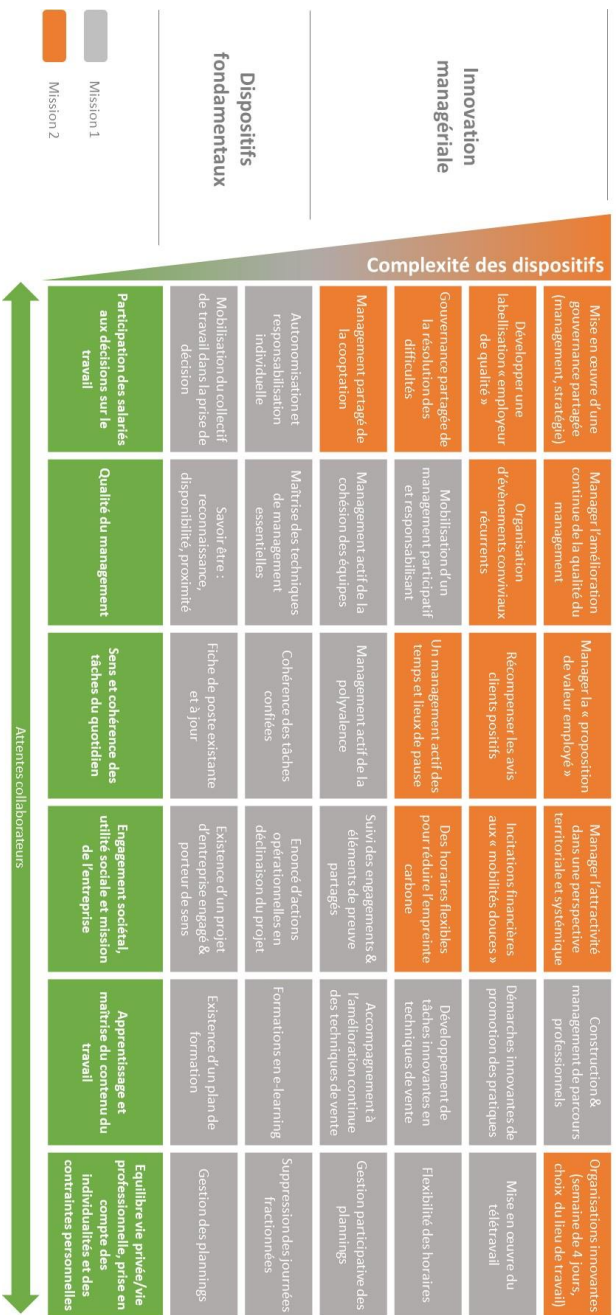 Innovation
managériale
Dispositifs
fondamentaux
Mission 1
Mission 2
Complexité des dispositifs
Mise en œuvre d'une
gouvernance partagée
(management, stratégie)
Manager l'amélioration
continue de la qualité du
management
Manager la « proposition
de valeur employé »
Manager l'attractivité
dans une perspective
territoriale et systémique
Construction &
management de parcours
professionnels
Organisations innovantes
(semaine de 4 jours,
choix du lieu de travail)
Développer une
labellisation « employeur
de qualité »
Organisation
d'évènements conviviaux
récurrents
Récompenser les avis
clients positifs
Incitations financières
aux « mobilités douces »
Démarches innovantes de
promotion des pratiques
Mise en œuvre du
télétravail
Gouvernance partagée de
la résolution des
difficultés
Mobilisation d'un
management participatif
et responsabilisant
Un management actif des
temps et lieux de pause
Des horaires flexibles
pour réduire l'empreinte
carbone
Développement de
tâches innovantes en
techniques de vente
Flexibilité des horaires
Management partagé de
la cooptation
Management actif de la
cohésion des équipes
Management actif de la
polyvalence
Suivi des engagements &
éléments de preuve
partagés
Accompagnement à
l'amélioration continue
des techniques de vente
Gestion participative des
plannings
Autonomisation et
responsabilisation
individuelle
Maîtrise des techniques
de management
essentielles
Cohérence des tâches
confiées
Enoncé d'actions
opérationnelles en
déclinaison du projet
Formations en e-learning
Suppression des journées
fractionnées
Mobilisation du collectif
de travail dans la prise de
décision
Savoir être :
reconnaissance,
disponibilité, proximité
Fiche de poste existante
et à jour
Existence d'un projet
d'entreprise engagé &
porteur de sens
Existence d'un plan de
formation
Gestion des plannings
Participation des salariés
aux décisions sur le
travail
Qualité du management
Sens et cohérence des
tâches du quotidien
Engagement sociétal,
utilité sociale et mission
de l'entreprise
Apprentissage et
maîtrise du contenu du
travail
Equilibre vie privée/vie
professionnelle, prise en
compte des
individualités et des
contraintes personnelles
Attentes collaborateurs